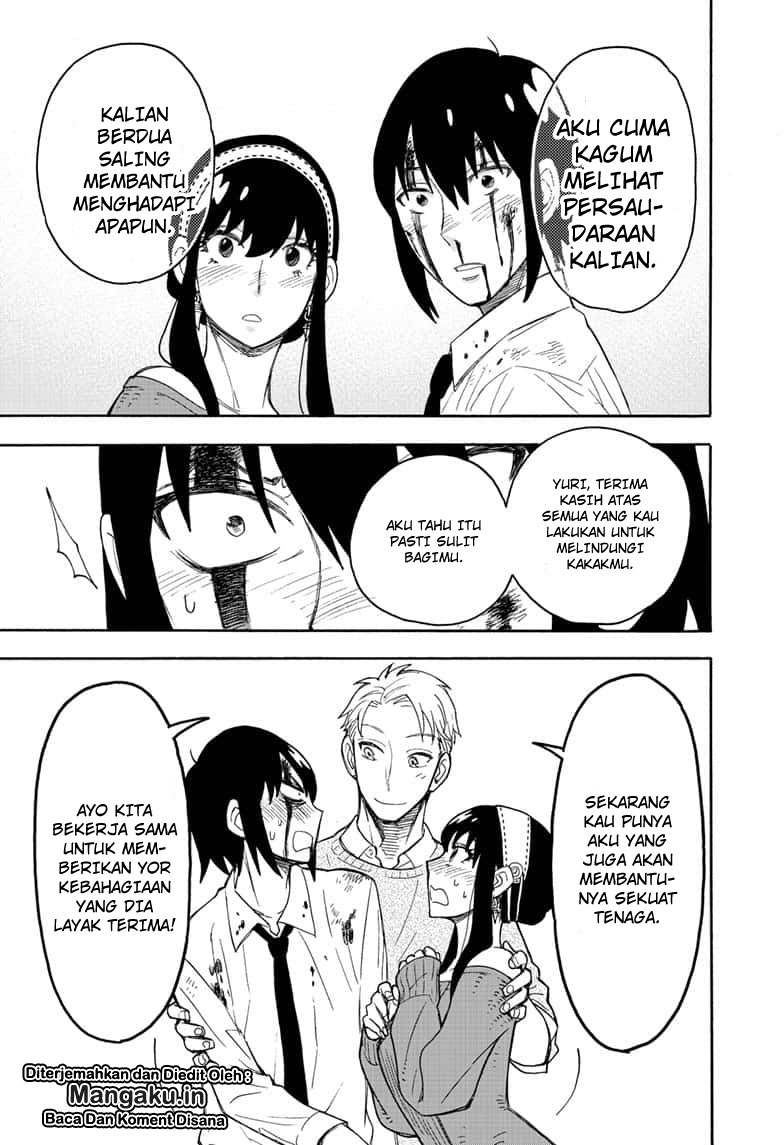 AKU CUMA
KAGUM
MELIHAT
PERSAU-
DARAAN
KALIAN.
KALIAN
BERDUA
SALING
MEMBANTU
MENGHADAPI
APAPUN.
YURI, TERIMA
KASIH ATAS
SEMUA YANG KAU
LAKUKAN UNTUK
MELINDUNGI
KAKAKMU.
AKU TAHU ITU
PASTI SULIT
BAGIMU.
SEKARANG
KAU PUNYA
AKU YANG
JUGA AKAN
MEMBANTU-
NYA SEKUAT
TENAGA.
AYO KITA
BEKERJA SAMA
UNTUK MEM-
BERIKAN YOR
KEBAHAGIAAN
YANG DIA
LAYAK TERIMA!
Diterjemahkan dan Diedit Oleh:
Mangaku.in
Baca Dan Koment Disana